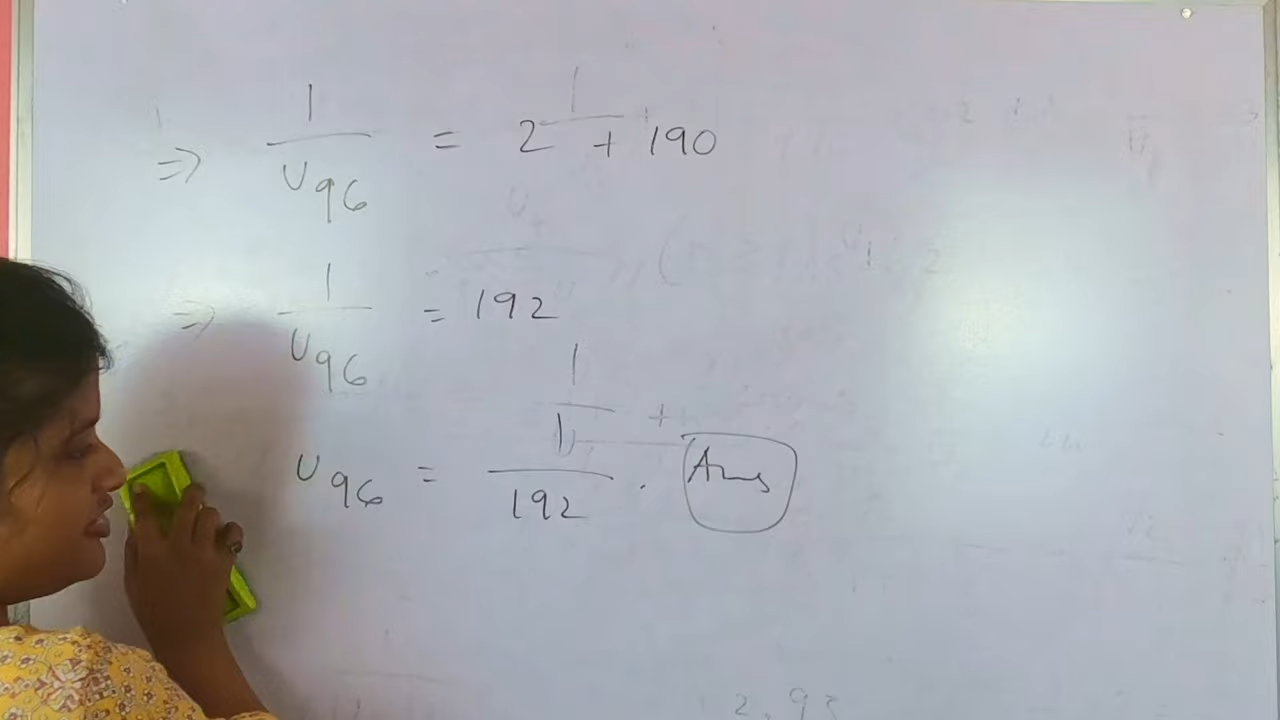 ⇒ 1/U₉₆ = 2 + 190
⇒ 1/U₉₆ = 192
U₉₆ = 1/192 . Ans